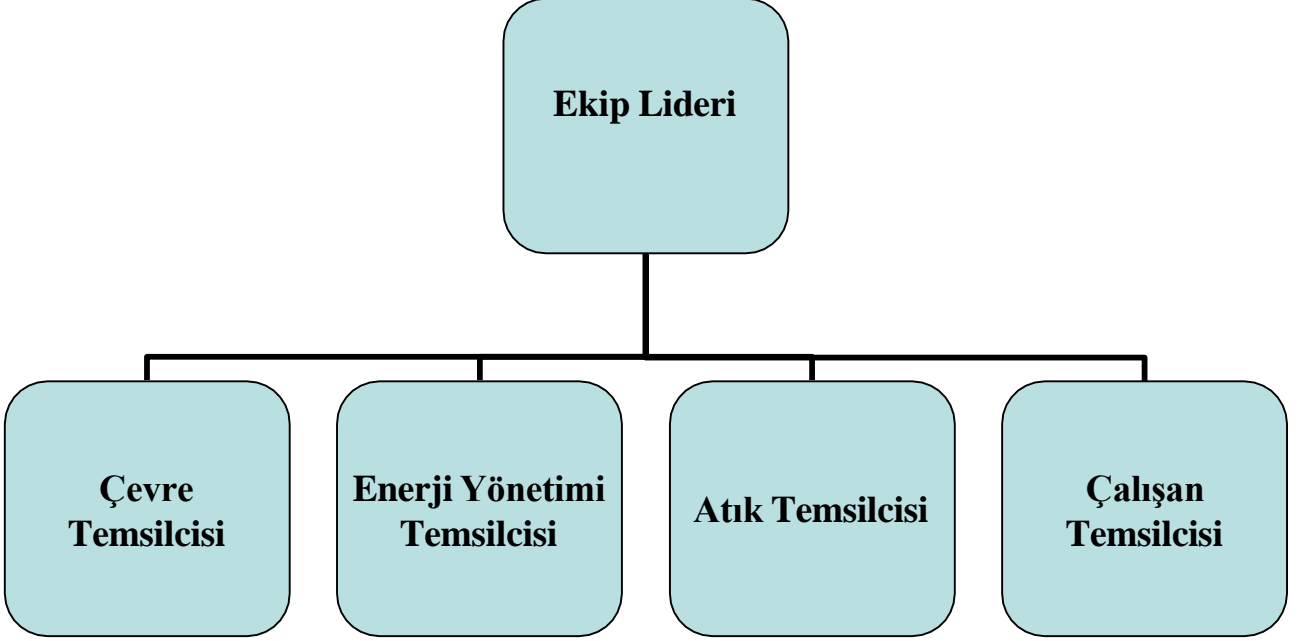 Ekip Lideri
Çevre
Temsilcisi
Enerji Yönetimi
Temsilcisi
Atık Temsilcisi
Çalışan
Temsilcisi